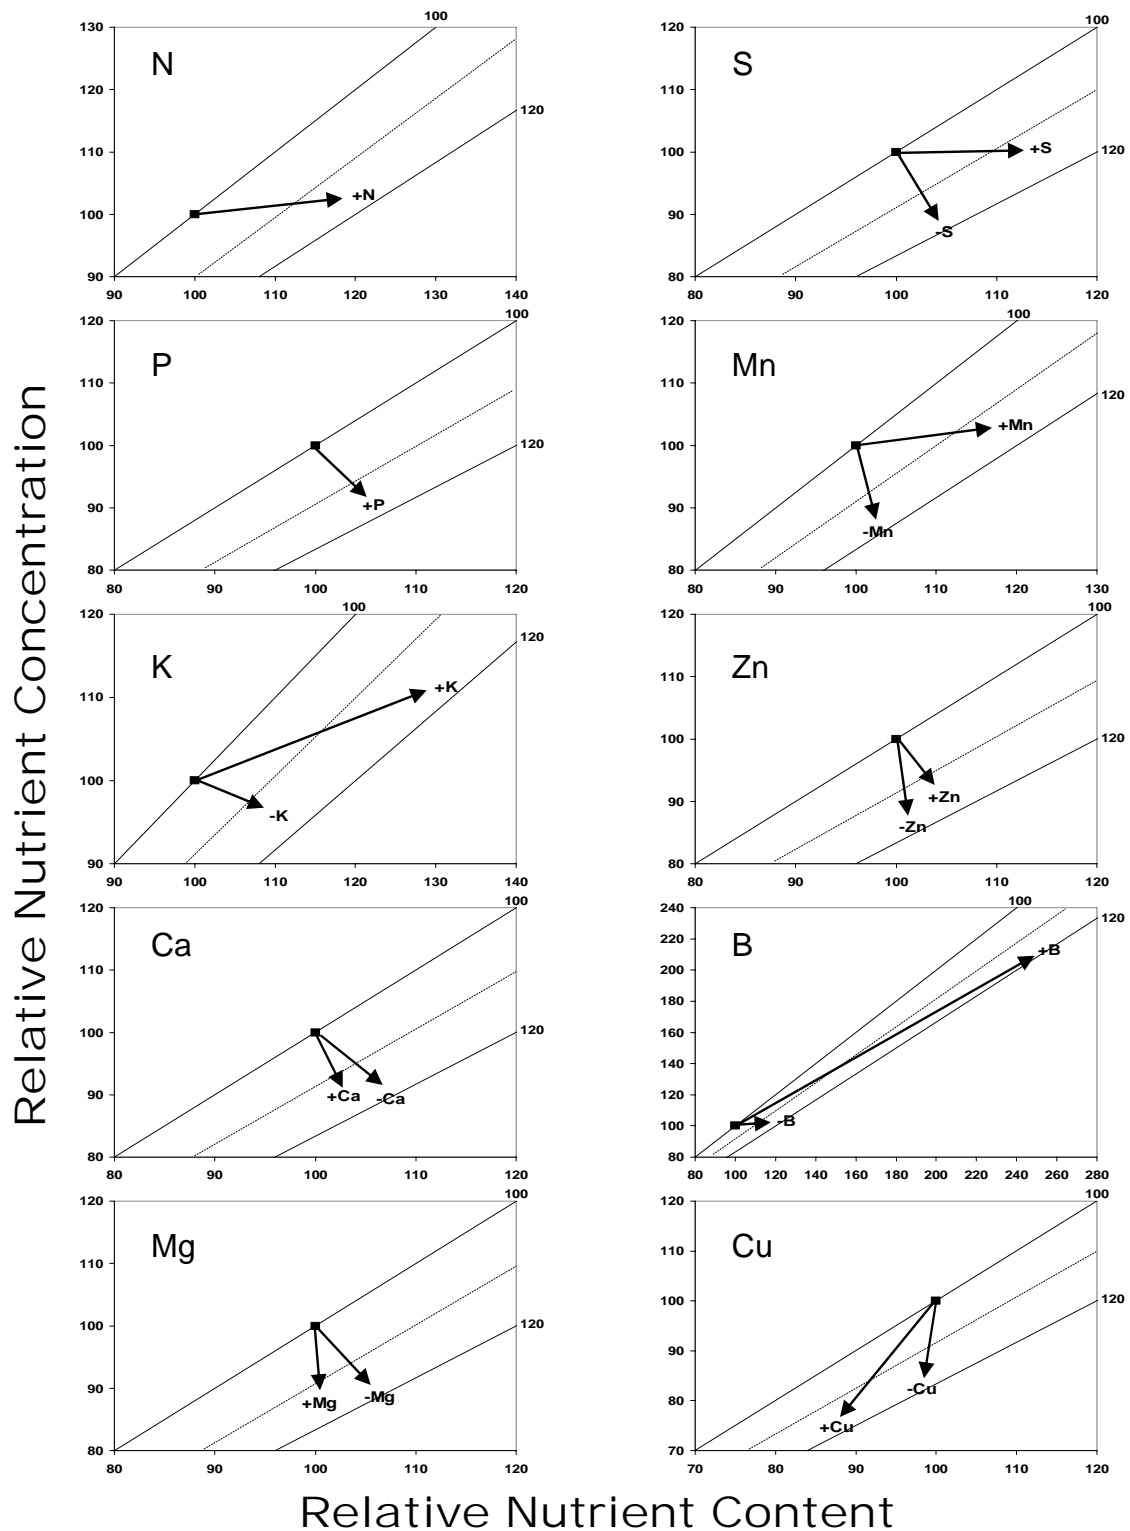 Relative Nutrient Concentration
N
100
130
120
110
100
90
120
+N
90 100 110 120 130 140
S
100
120
110
100
90
80
120
+S
-S
80 90 100 110 120
P
100
120
110
100
90
80
120
+P
80 90 100 110 120
Mn
100
120
110
100
90
80
120
+Mn
-Mn
80 90 100 110 120 130
K
100
120
110
100
90
120
+K
-K
90 100 110 120 130 140
Zn
100
120
110
100
90
80
120
+Zn
-Zn
80 90 100 110 120
Ca
100
120
110
100
90
80
120
+Ca
-Ca
80 90 100 110 120
B
100
240
220
200
180
160
140
120
100
80
120
+B
-B
80 100 120 140 160 180 200 220 240 260 280
Mg
100
120
110
100
90
80
120
+Mg
-Mg
80 90 100 110 120
Cu
100
120
110
100
90
80
70
120
-Cu
+Cu
70 80 90 100 110 120
Relative Nutrient Content